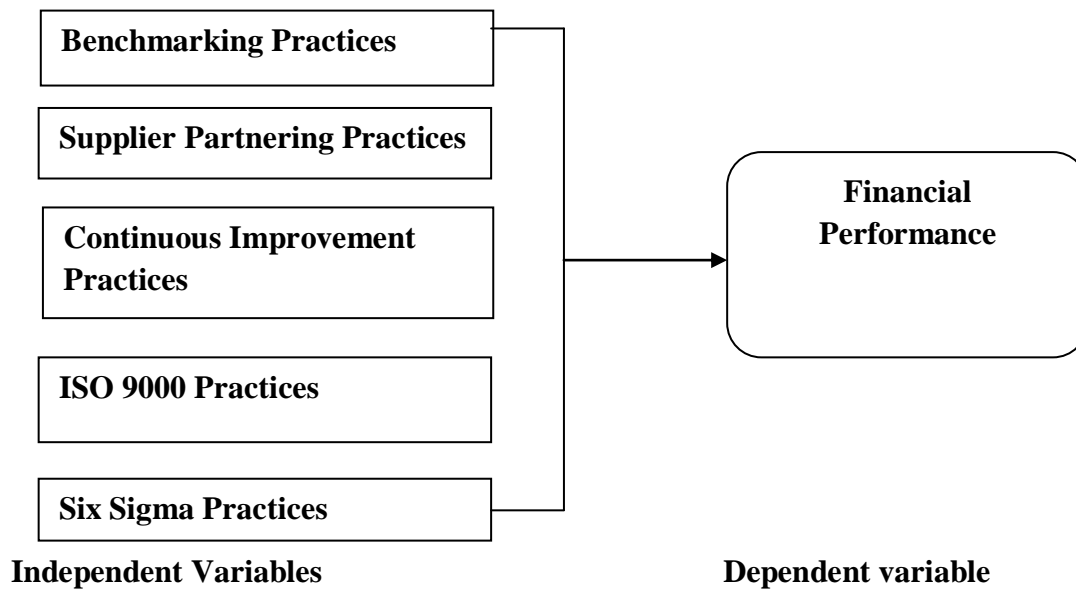 Benchmarking Practices
Supplier Partnering Practices
Continuous Improvement
Practices
ISO 9000 Practices
Six Sigma Practices
Independent Variables
Financial
Performance
Dependent variable